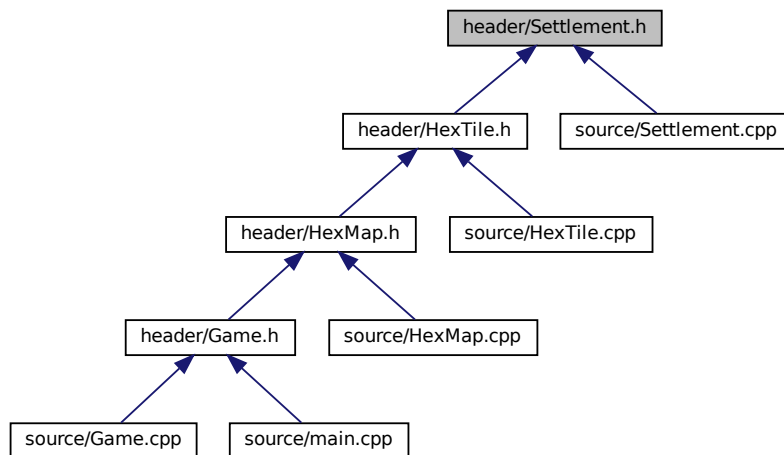 header/Settlement.h
header/HexTile.h
source/Settlement.cpp
header/HexMap.h
source/HexTile.cpp
header/Game.h
source/HexMap.cpp
source/Game.cpp
source/main.cpp